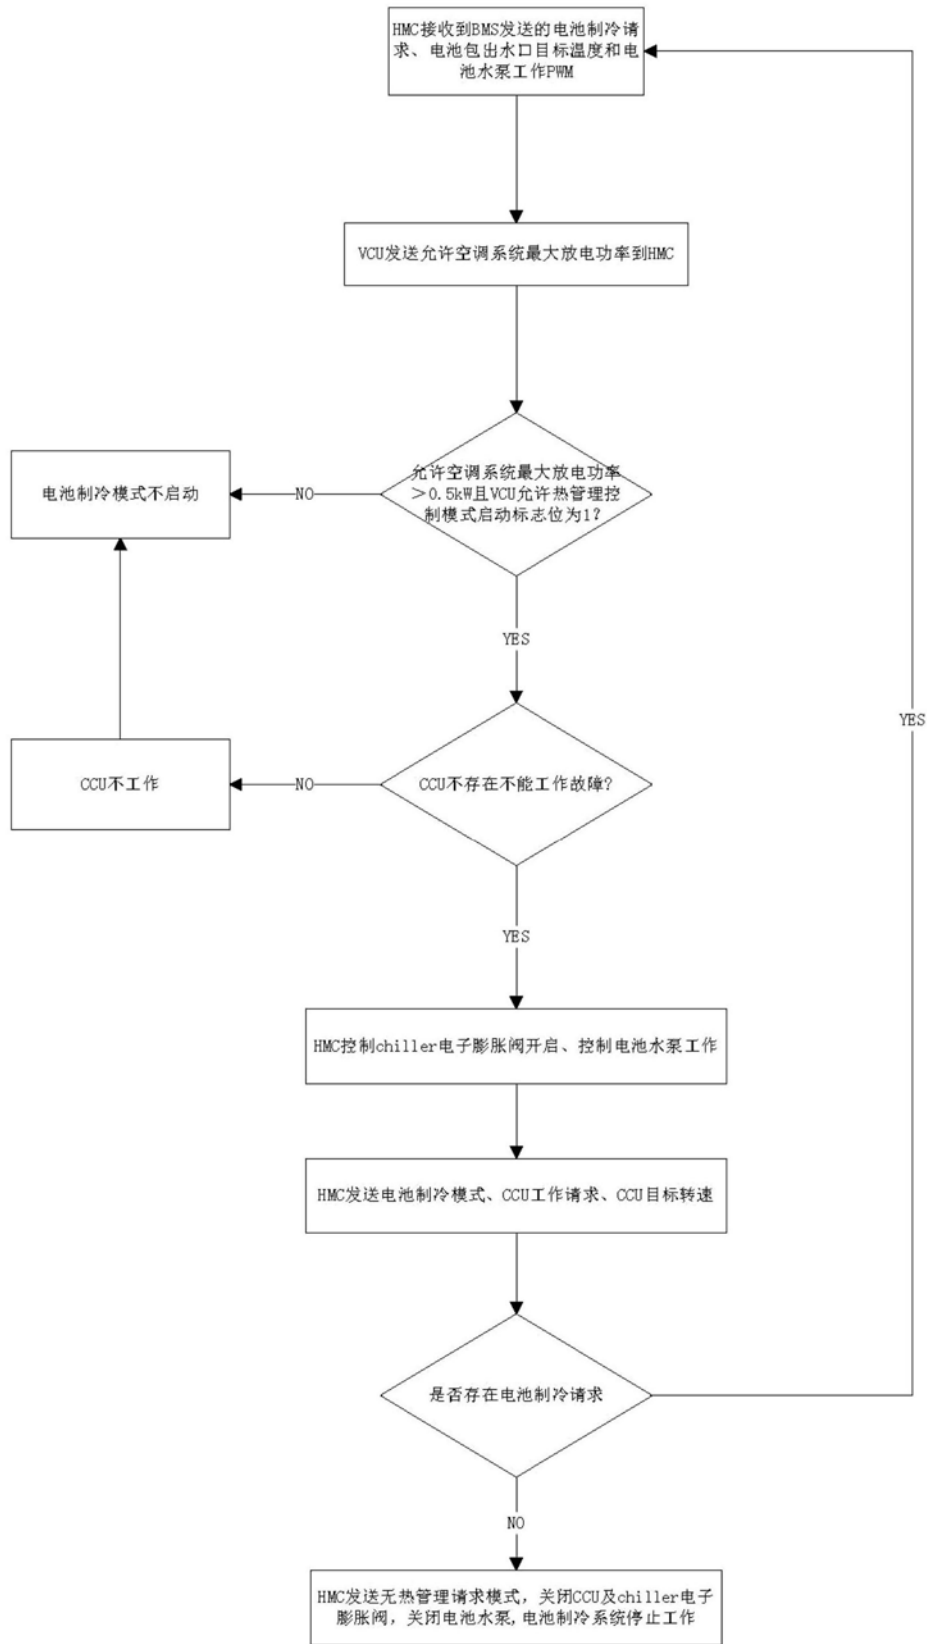 HMC接收到BMS发送的电池制冷请
求、电池包出水口目标温度和电
池水泵工作PWM
VCU发送允许空调系统最大放电功率到HMC
允许空调系统最大放电功率
＞0.5kW且VCU允许热管理控
制模式启动标志位为1?
NO
电池制冷模式不启动
YES
YES
CCU不存在不能工作故障?
NO
CCU不工作
YES
HMC控制chiller电子膨胀阀开启、控制电池水泵工作
HMC发送电池制冷模式、CCU工作请求、CCU目标转速
是否存在电池制冷请求
NO
HMC发送无热管理请求模式，关闭CCU及chiller电子
膨胀阀，关闭电池水泵,电池制冷系统停止工作